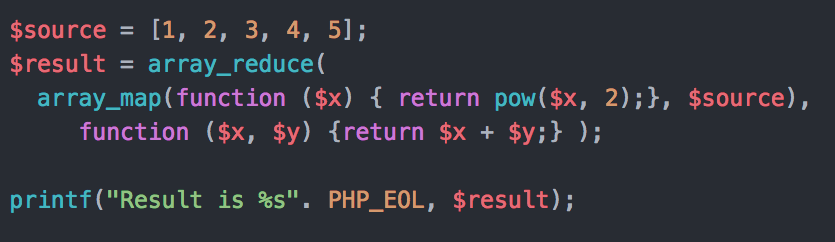 $source = [1, 2, 3, 4, 5];
$result = array_reduce(
  array_map(function ($x) { return pow($x, 2);}, $source),
     function ($x, $y) {return $x + $y;} );

printf("Result is %s". PHP_EOL, $result);